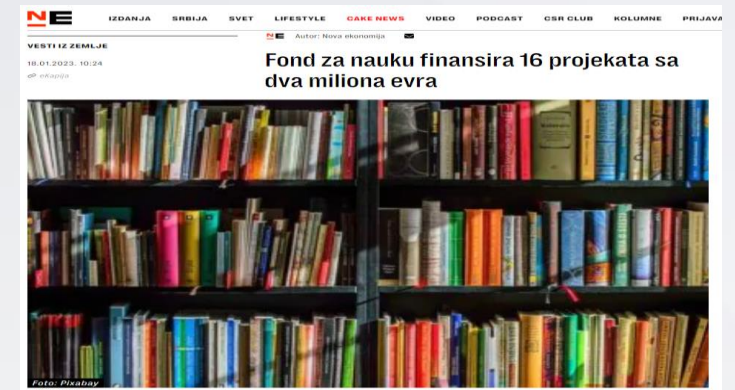 NE IZDANJA SRBIJA SVET LIFESTYLE CAKE NEWS VIDEO PODCAST CSR CLUB KOLUMNE PRIJAVA
NE Autor: Nova ekonomija
VESTI IZ ZEMLJE
18.01.2023. 10:24
eKapija
Fond za nauku finansira 16 projekata sa
dva miliona evra
Foto: Pixabay